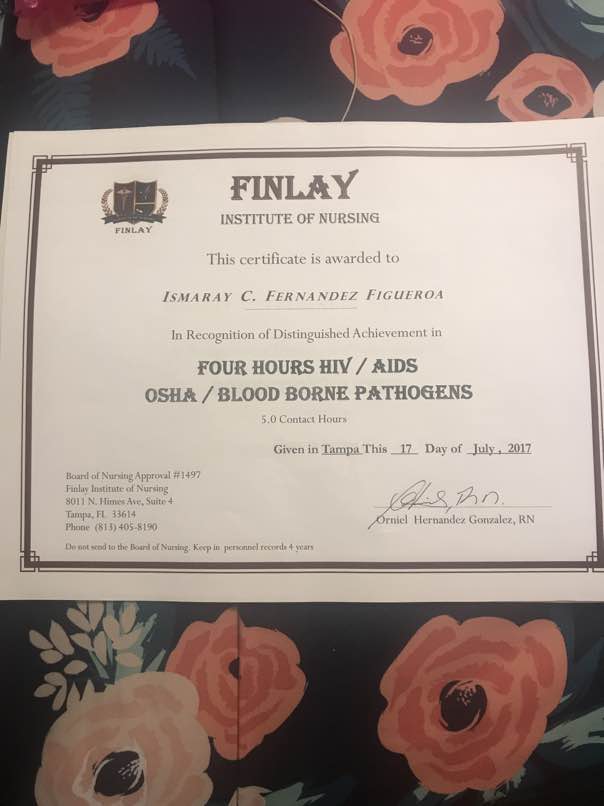 FINLAY
INSTITUTE OF NURSING
FINLAY
This certificate is awarded to
ISMARAY C. FERNANDEZ FIGUEROA
In Recognition of Distinguished Achievement in
FOUR HOURS HIV / AIDS
OSHA / BLOOD BORNE PATHOGENS
5.0 Contact Hours
Given in Tampa This 17 Day of July , 2017
Board of Nursing Approval #1497
Finlay Institute of Nursing
8011 N. Himes Ave, Suite 4
Tampa, FL 33614
Phone (813) 405-8190
Orniel Hernandez Gonzalez, RN
Do not send to the Board of Nursing. Keep in personnel records 4 years